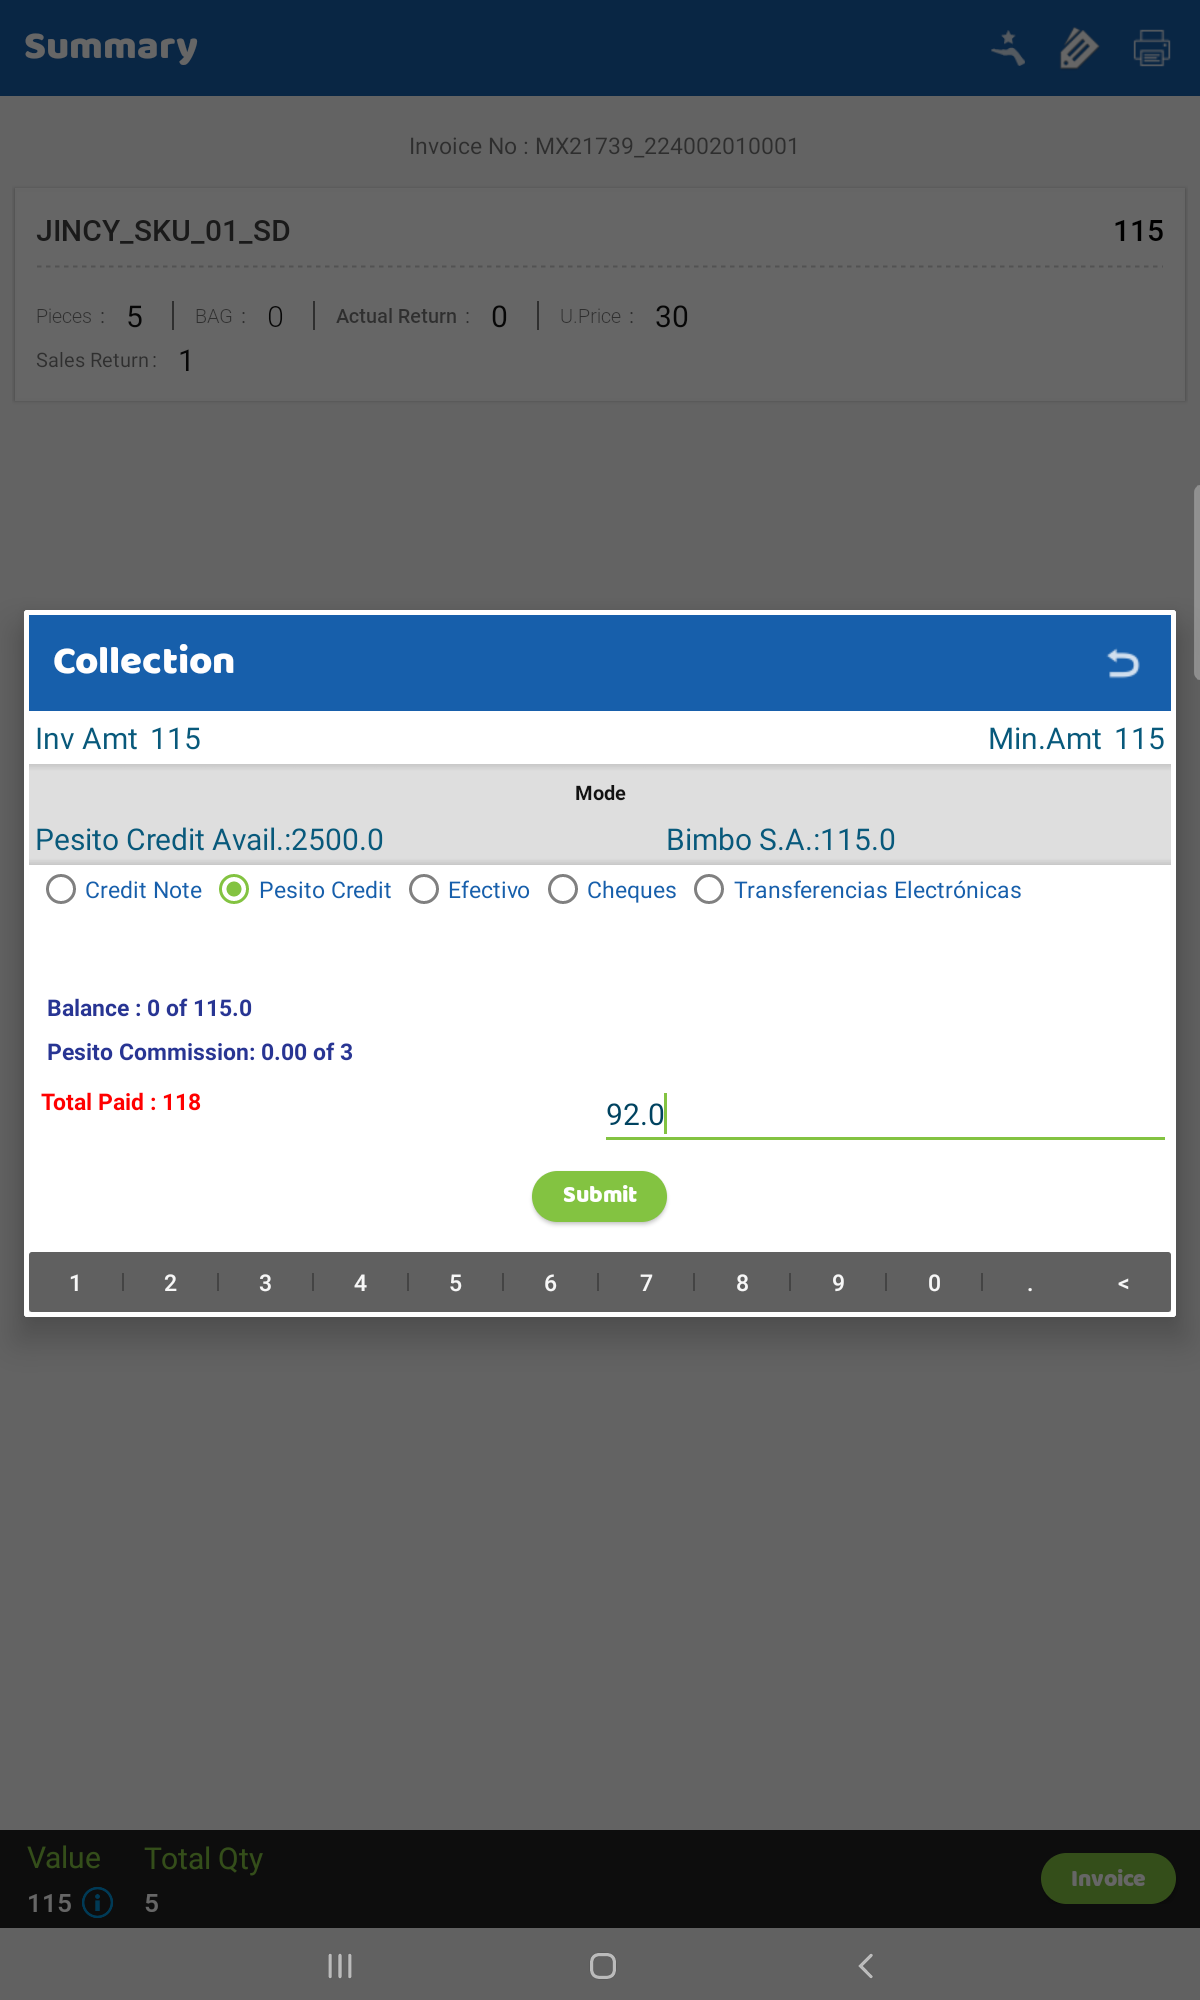 Summary
Invoice No : MX21739_224002010001
JINCY_SKU_01_SD 115
Pieces : 5 | BAG : 0 | Actual Return : 0 | U.Price : 30
Sales Return : 1
Collection
Inv Amt 115 Min.Amt 115
Mode
Pesito Credit Avail.:2500.0 Bimbo S.A.:115.0
Credit Note Pesito Credit Efectivo Cheques Transferencias Electrónicas
Balance : 0 of 115.0
Pesito Commission: 0.00 of 3
Total Paid : 118
92.0
Submit
1 | 2 | 3 | 4 | 5 | 6 | 7 | 8 | 9 | 0 | . <
Value Total Qty
115 5
Invoice